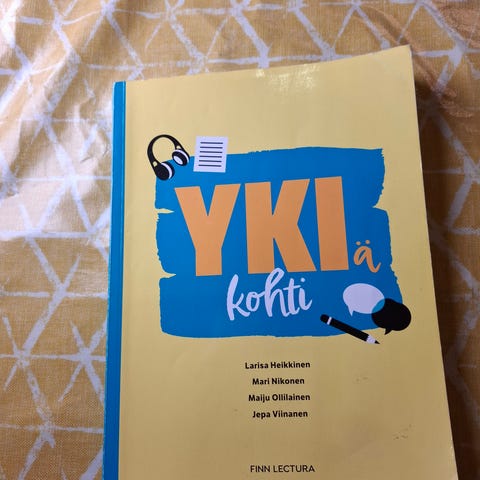 YKIä
kohti
Larisa Heikkinen
Mari Nikonen
Maiju Ollilainen
Jepa Viinanen
FINN LECTURA